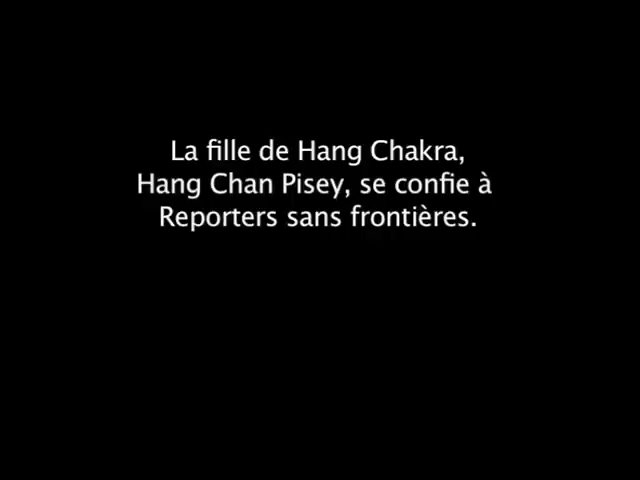 La fille de Hang Chakra,
Hang Chan Pisey, se confie à
Reporters sans frontières.